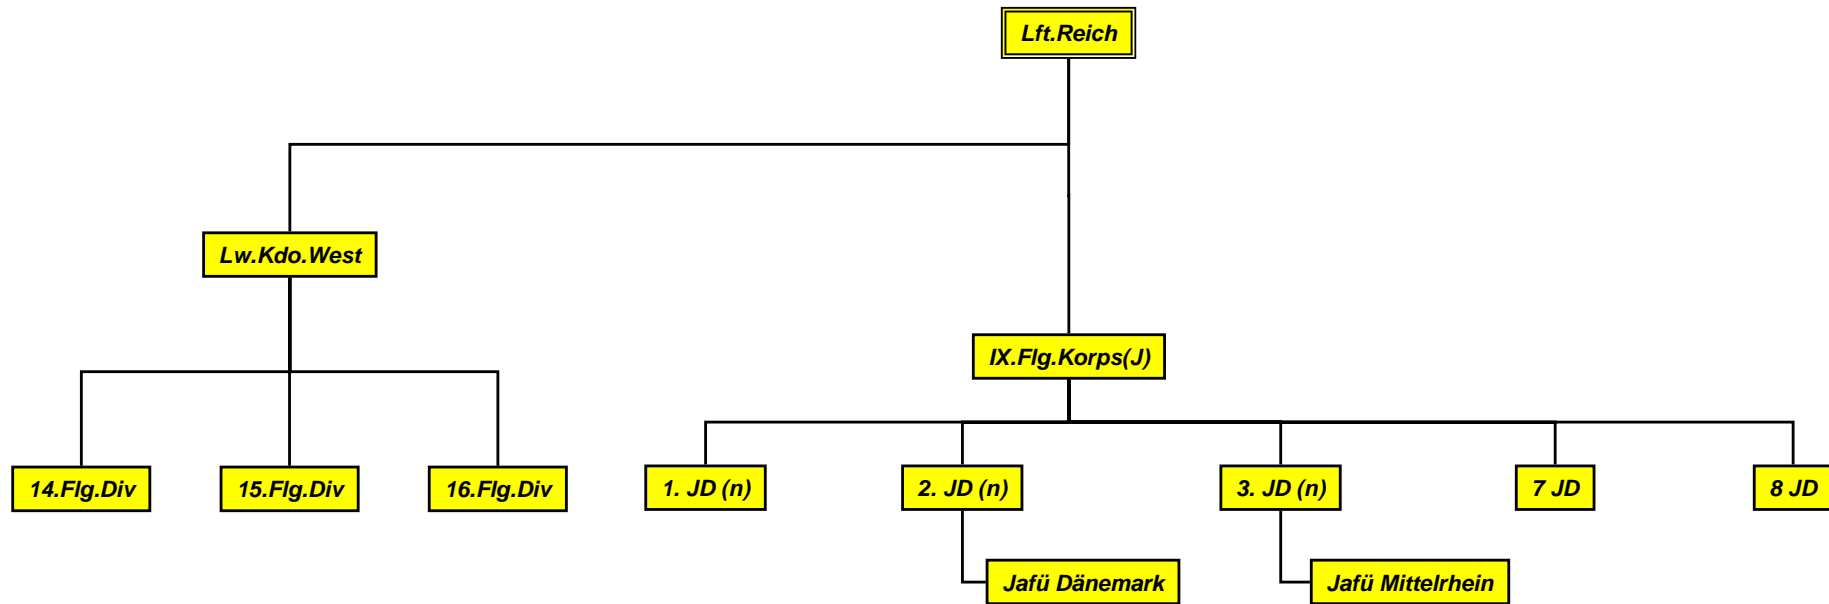 Lft.Reich
Lw.Kdo.West
IX.Flg.Korps(J)
14.Flg.Div
15.Flg.Div
16.Flg.Div
1. JD (n)
2. JD (n)
3. JD (n)
7 JD
8 JD
Jafü Dänemark
Jafü Mittelrhein